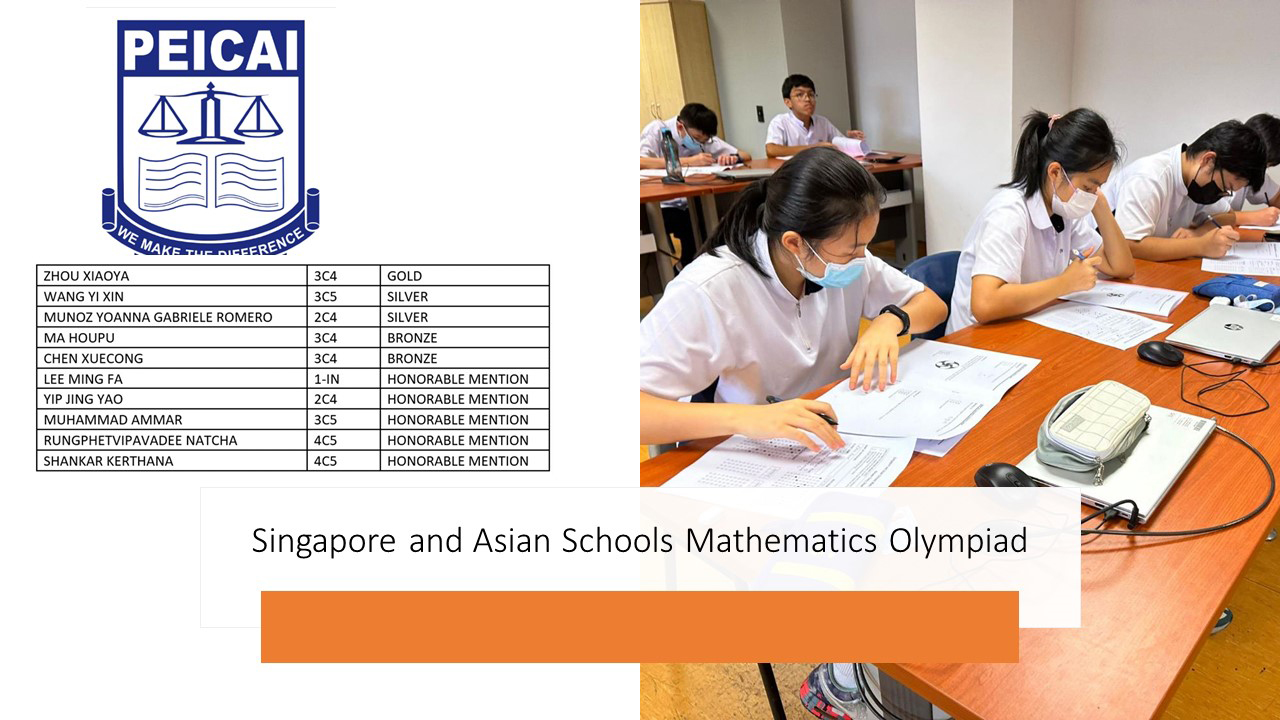 PEICAI
WE MAKE THE DIFFERENCE
ZHOU XIAOYA 3C4 GOLD
WANG YI XIN 3C5 SILVER
MUNOZ YOANNA GABRIELE ROMERO 2C4 SILVER
MA HOUPU 3C4 BRONZE
CHEN XUECONG 3C4 BRONZE
LEE MING FA 1-IN HONORABLE MENTION
YIP JING YAO 2C4 HONORABLE MENTION
MUHAMMAD AMMAR 3C5 HONORABLE MENTION
RUNGPHETVIPAVADEE NATCHA 4C5 HONORABLE MENTION
SHANKAR KERTHANA 4C5 HONORABLE MENTION
Singapore and Asian Schools Mathematics Olympiad